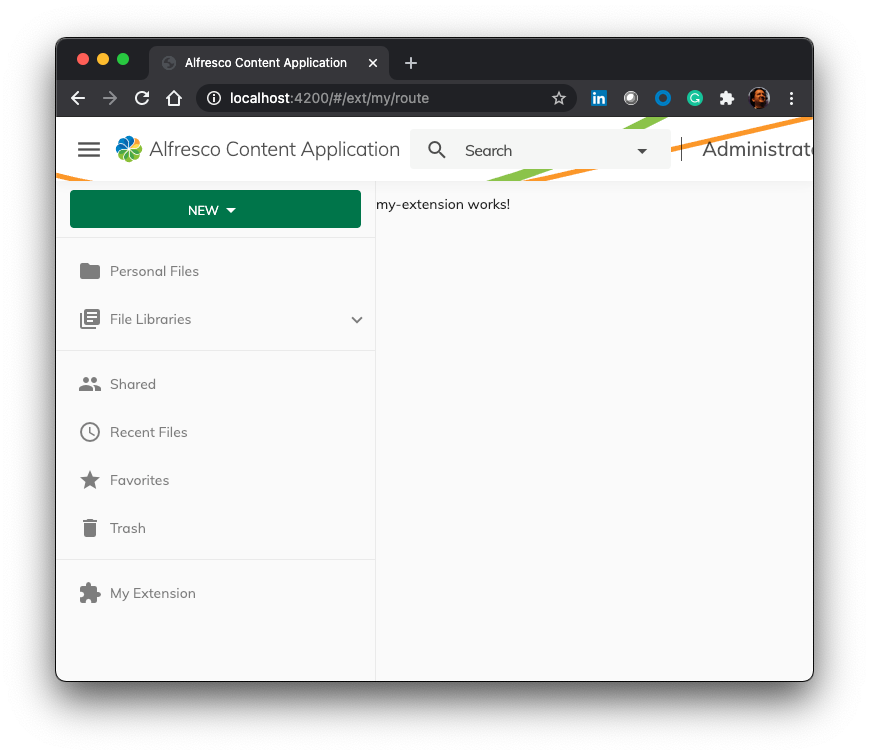 Alfresco Content Application
localhost:4200/#/ext/my/route
Alfresco Content Application
Search
Administrat
NEW
my-extension works!
Personal Files
File Libraries
Shared
Recent Files
Favorites
Trash
My Extension